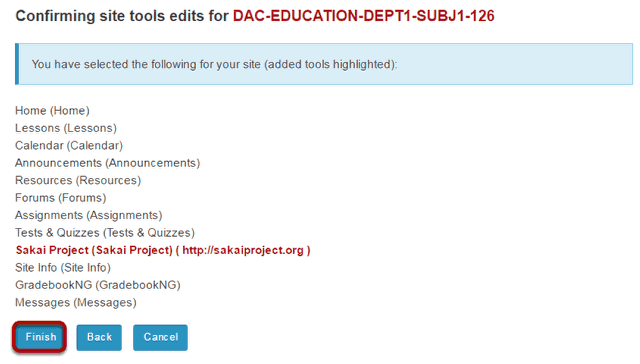 Confirming site tools edits for DAC-EDUCATION-DEPT1-SUBJ1-126
You have selected the following for your site (added tools highlighted):
Home (Home)
Lessons (Lessons)
Calendar (Calendar)
Announcements (Announcements)
Resources (Resources)
Forums (Forums)
Assignments (Assignments)
Tests & Quizzes (Tests & Quizzes)
Sakai Project (Sakai Project) ( http://sakaiproject.org )
Site Info (Site Info)
GradebookNG (GradebookNG)
Messages (Messages)
Finish Back Cancel